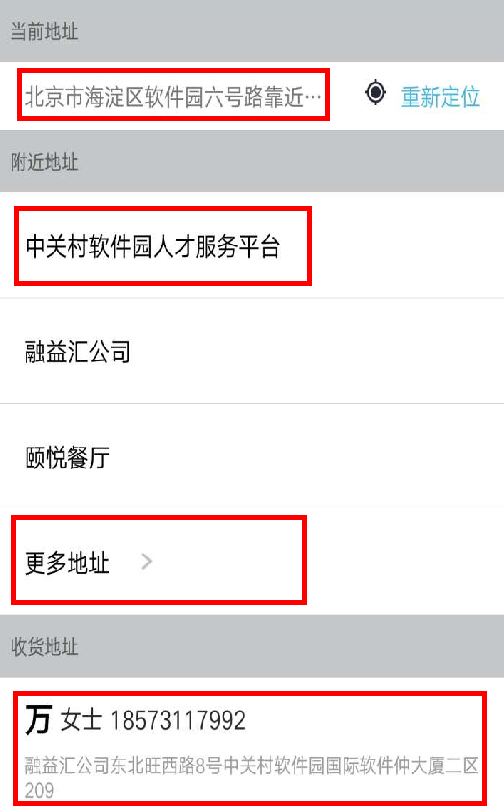 当前地址
北京市海淀区软件园六号路靠近…
重新定位
附近地址
中关村软件园人才服务平台
融益汇公司
颐悦餐厅
更多地址
收货地址
万 女士 18573117992
融益汇公司东北旺西路8号中关村软件园国际软件仲大厦二区
209